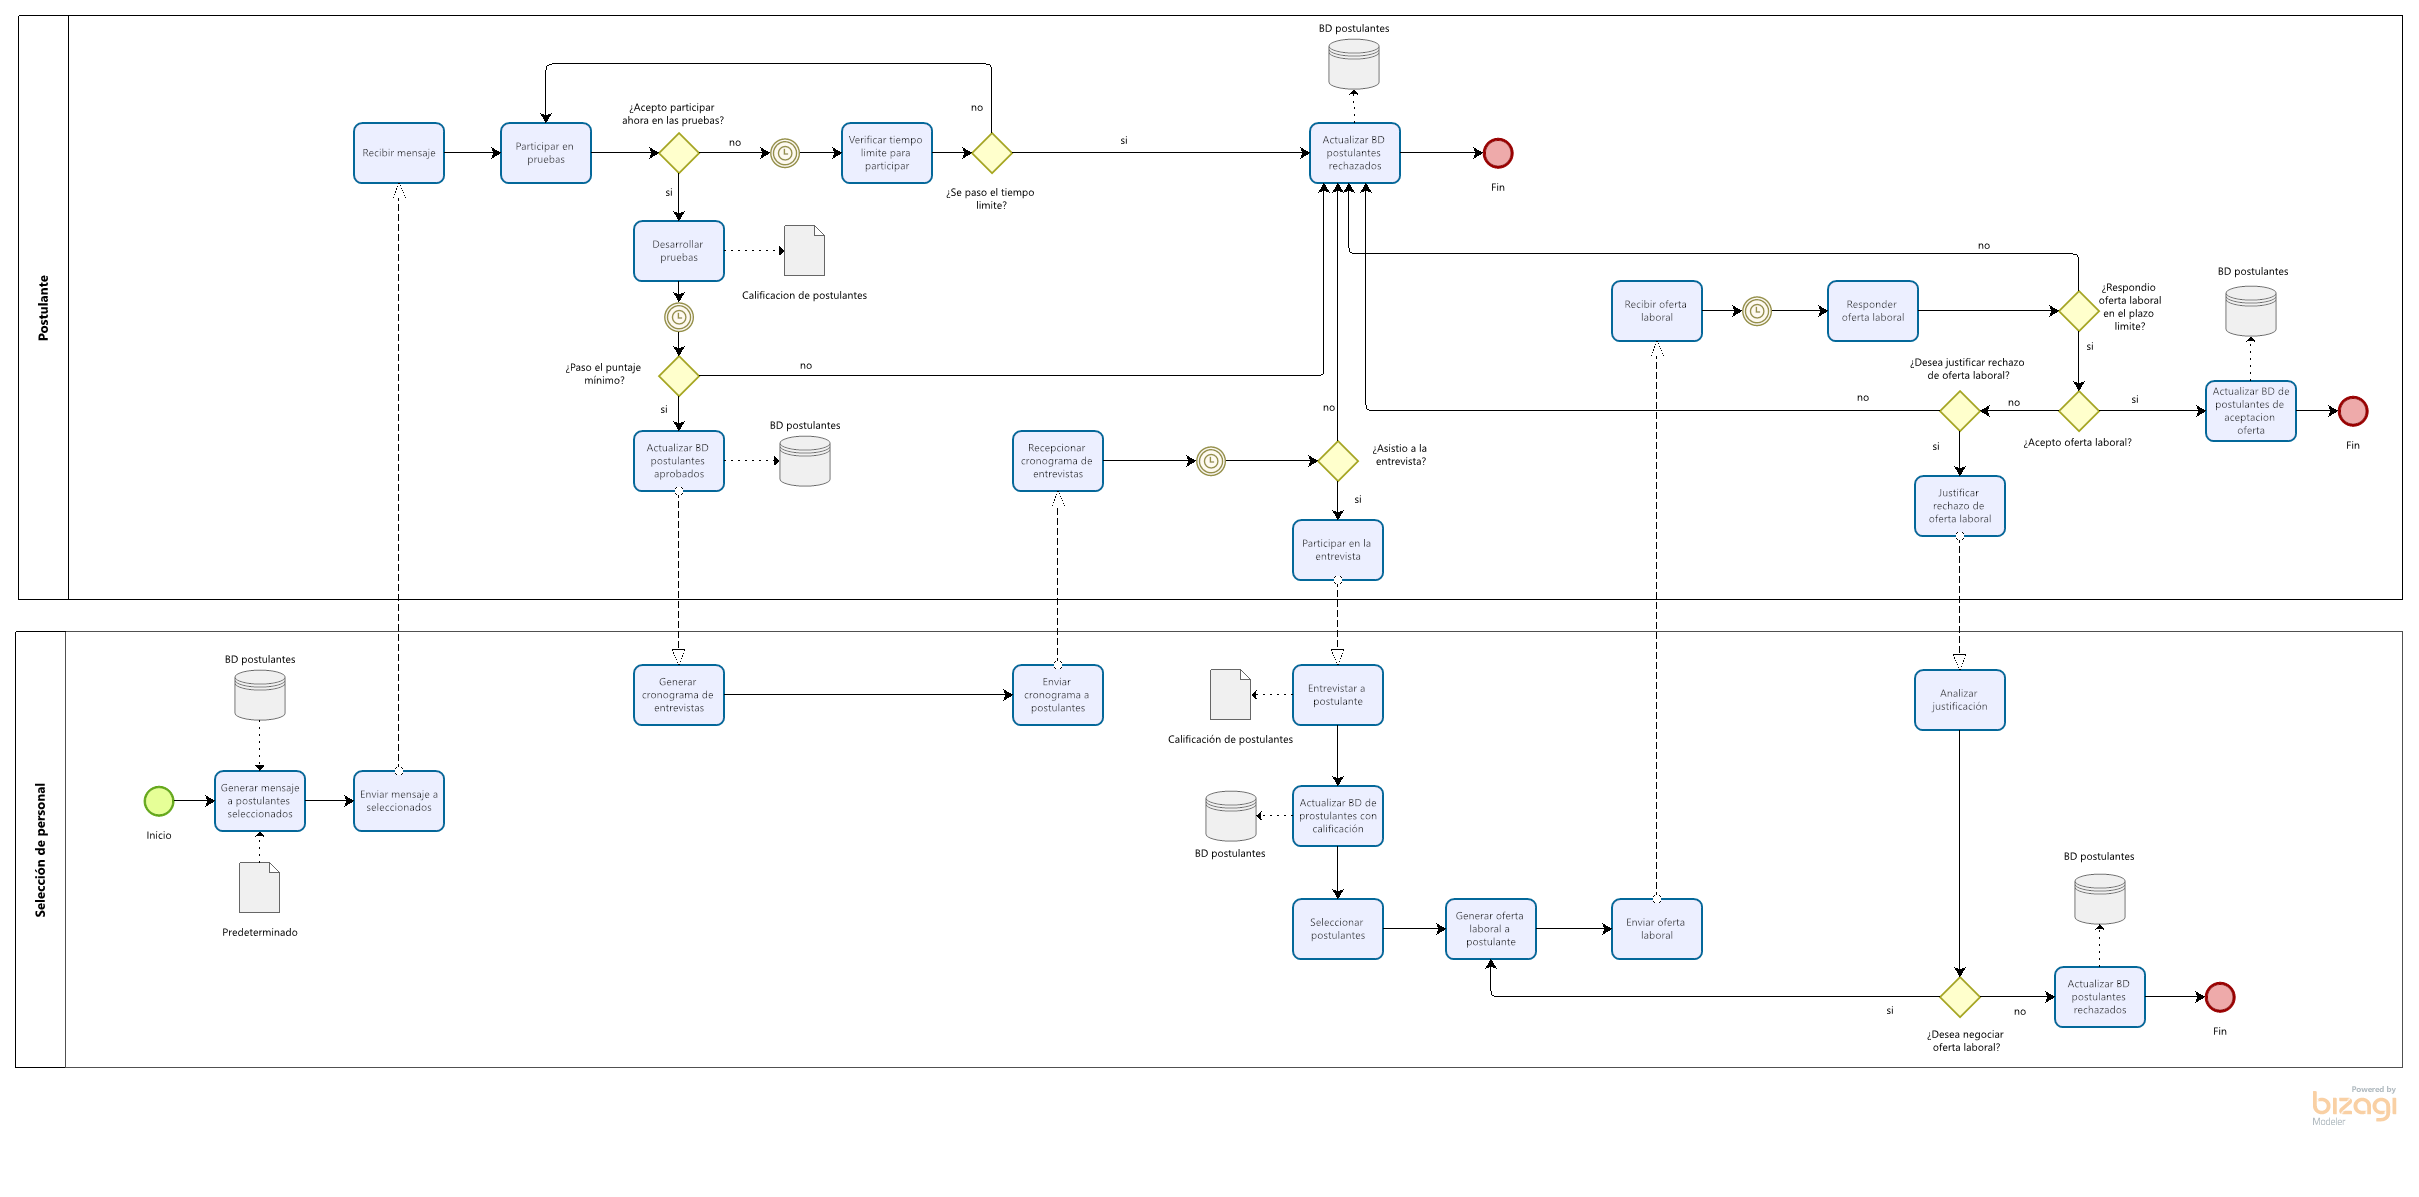 Postulante
BD postulantes
¿Acepto participar
ahora en las pruebas?
no
Recibir mensaje
Participar en
pruebas
no
Verificar tiempo
limite para
participar
si
Actualizar BD
postulantes
rechazados
Fin
si
¿Se paso el tiempo
limite?
Desarrollar
pruebas
Calificacion de postulantes
no
Recibir oferta
laboral
Responder
oferta laboral
¿Respondio
oferta laboral
en el plazo
limite?
BD postulantes
si
¿Paso el puntaje
mínimo?
no
¿Desea justificar rechazo
de oferta laboral?
no
no
si
Actualizar BD de
postulantes de
aceptacion
oferta
Fin
si
no
¿Acepto oferta laboral?
si
Actualizar BD
postulantes
aprobados
BD postulantes
Recepcionar
cronograma de
entrevistas
¿Asistio a la
entrevista?
si
Justificar
rechazo de
oferta laboral
Participar en la
entrevista
Selección de personal
BD postulantes
Generar
cronograma de
entrevistas
Enviar
cronograma a
postulantes
Entrevistar a
postulante
Calificación de postulantes
Analizar
justificación
Inicio
Generar mensaje
a postulantes
seleccionados
Enviar mensaje a
seleccionados
Predeterminado
Actualizar BD de
prostulantes con
calificación
BD postulantes
Seleccionar
postulantes
Generar oferta
laboral a
postulante
Enviar oferta
laboral
BD postulantes
si
no
¿Desea negociar
oferta laboral?
Actualizar BD
postulantes
rechazados
Fin
Powered by
bizagi
Modeler